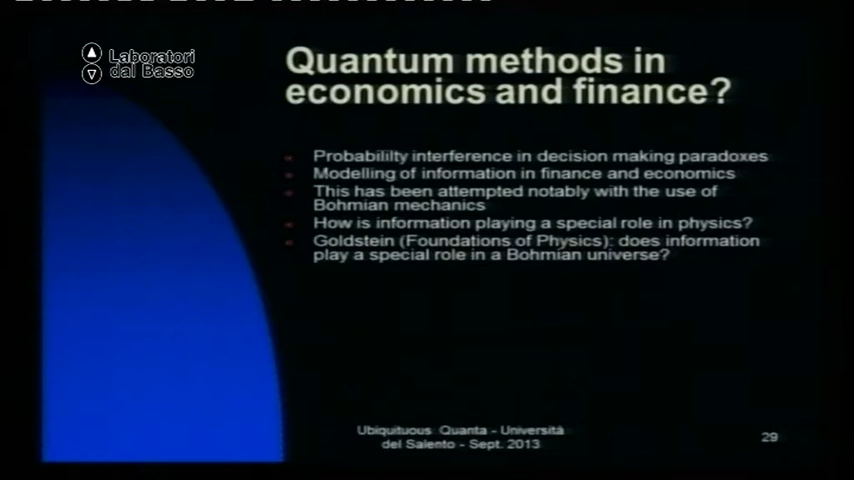 Laboratori
dal Basso
Quantum methods in
economics and finance?
Probabililty interference in decision making paradoxes
Modelling of information in finance and economics
This has been attempted notably with the use of
Bohmian mechanics
How is information playing a special role in physics?
Goldstein (Foundations of Physics): does information
play a special role in a Bohmian universe?
Ubiquituous Quanta - Università
del Salento - Sept. 2013
29